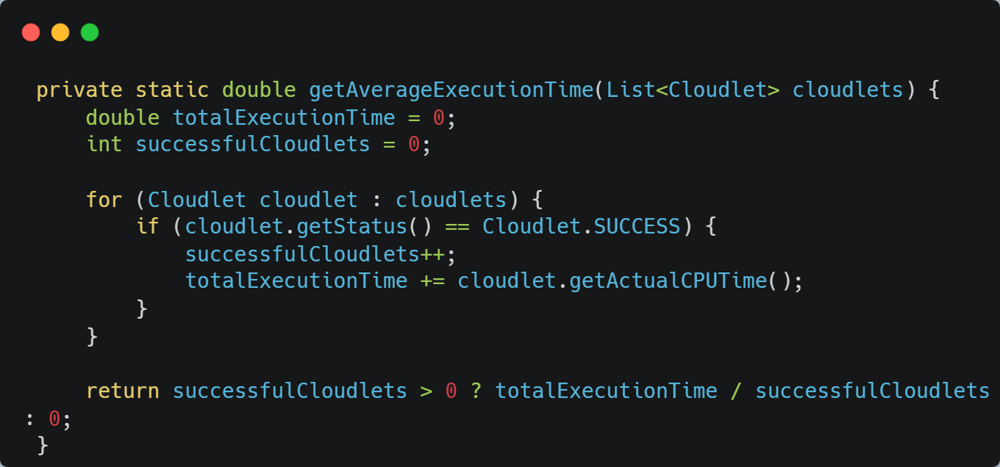 private static double getAverageExecutionTime(List<Cloudlet> cloudlets) {
    double totalExecutionTime = 0;
    int successfulCloudlets = 0;

    for (Cloudlet cloudlet : cloudlets) {
        if (cloudlet.getStatus() == Cloudlet.SUCCESS) {
            successfulCloudlets++;
            totalExecutionTime += cloudlet.getActualCPUTime();
        }
    }

    return successfulCloudlets > 0 ? totalExecutionTime / successfulCloudlets
: 0;
}